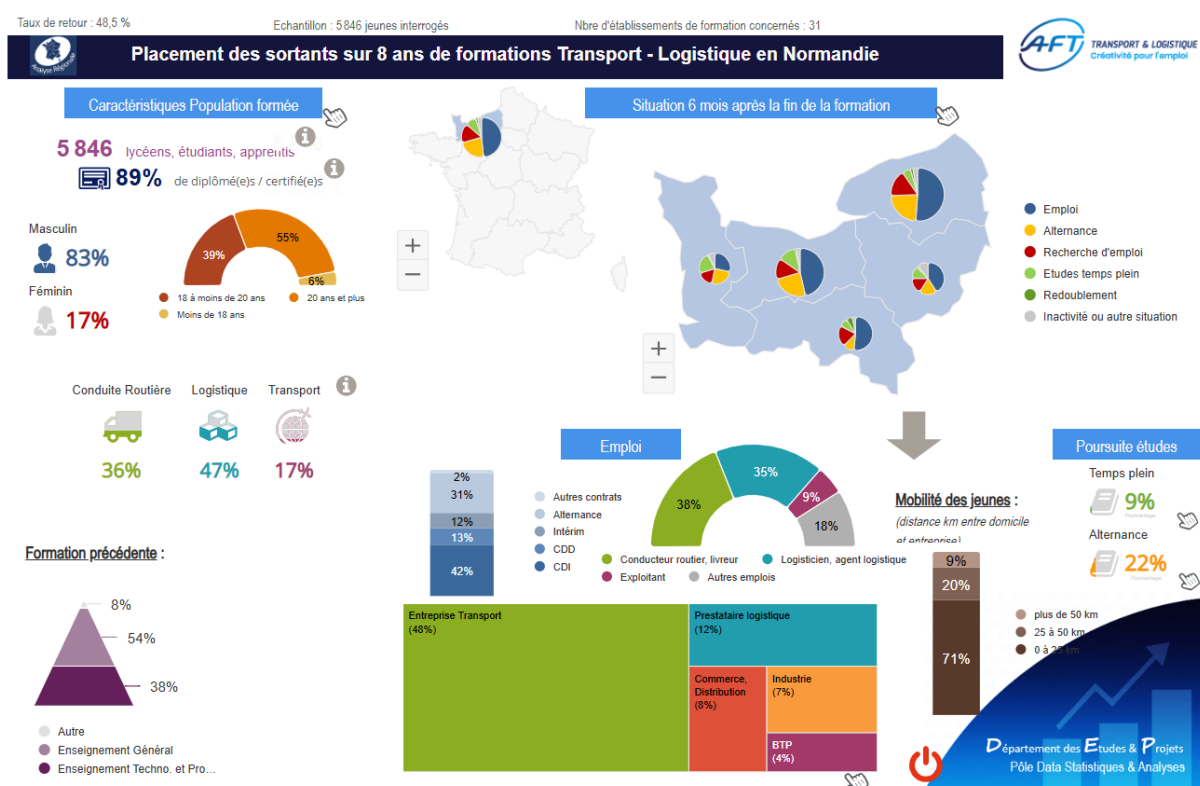 Taux de retour : 48,5 %
Echantillon : 5 846 jeunes interrogés
Nbre d'établissements de formation concernés : 31
Placement des sortants sur 8 ans de formations Transport - Logistique en Normandie
Analyse Régionale
AFT
TRANSPORT & LOGISTIQUE
Créativité pour l'emploi
Caractéristiques Population formée
5 846 lycéens, étudiants, apprentis
89% de diplômé(e)s / certifié(e)s
Masculin
83%
Féminin
17%
39%
55%
6%
18 à moins de 20 ans
20 ans et plus
Moins de 18 ans
Conduite Routière
Logistique
Transport
36%
47%
17%
Formation précédente :
8%
54%
38%
Autre
Enseignement Général
Enseignement Techno. et Pro...
Situation 6 mois après la fin de la formation
+
−
+
−
Emploi
Alternance
Recherche d'emploi
Etudes temps plein
Redoublement
Inactivité ou autre situation
Emploi
2%
31%
12%
13%
42%
Autres contrats
Alternance
Intérim
CDD
CDI
38%
35%
9%
18%
Conducteur routier, livreur
Logisticien, agent logistique
Exploitant
Autres emplois
Entreprise Transport
(48%)
Prestataire logistique
(12%)
Commerce,
Distribution
(8%)
Industrie
(7%)
BTP
(4%)
Mobilité des jeunes :
(distance km entre domicile
et entreprise)
9%
20%
71%
plus de 50 km
25 à 50 km
0 à 25 km
Poursuite études
Temps plein
9%
Alternance
22%
Département des Etudes & Projets
Pôle Data Statistiques & Analyses